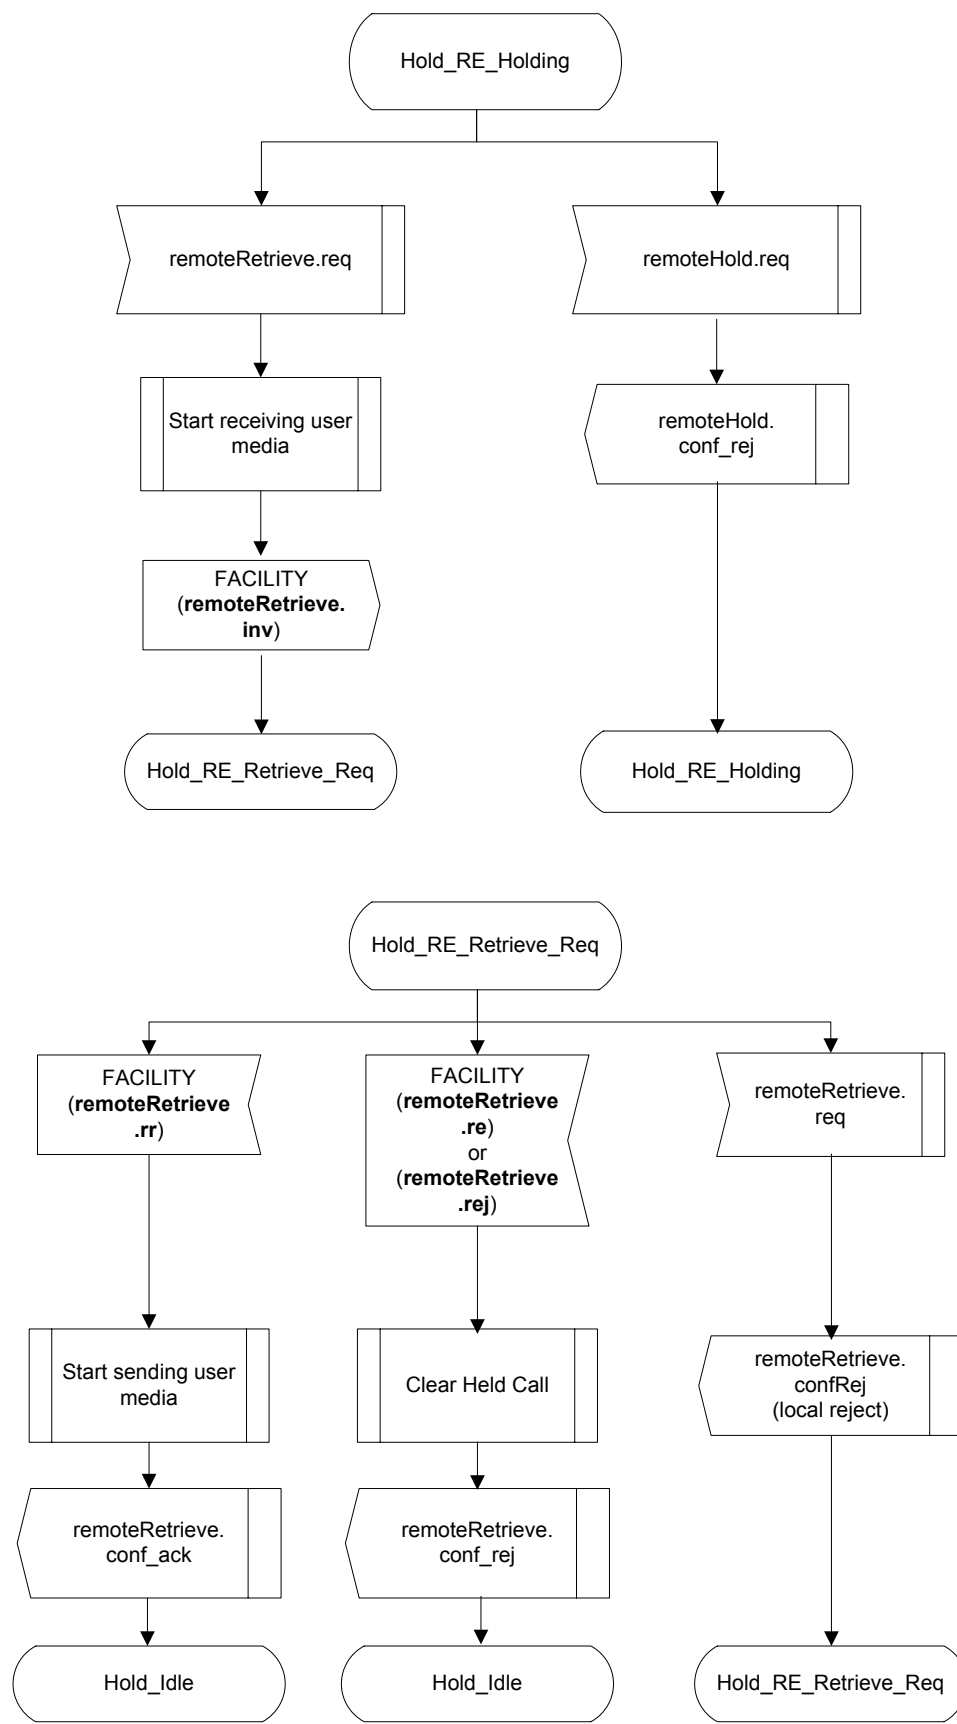 Hold_RE_Holding
remoteRetrieve.req
remoteHold.req
Start receiving user
media
remoteHold.
conf_rej
FACILITY
(remoteRetrieve.
inv)
Hold_RE_Retrieve_Req
Hold_RE_Holding
Hold_RE_Retrieve_Req
FACILITY
(remoteRetrieve
.rr)
FACILITY
(remoteRetrieve
.re)
or
(remoteRetrieve
.rej)
remoteRetrieve.
req
Start sending user
media
Clear Held Call
remoteRetrieve.
confRej
(local reject)
remoteRetrieve.
conf_ack
remoteRetrieve.
conf_rej
Hold_Idle
Hold_Idle
Hold_RE_Retrieve_Req